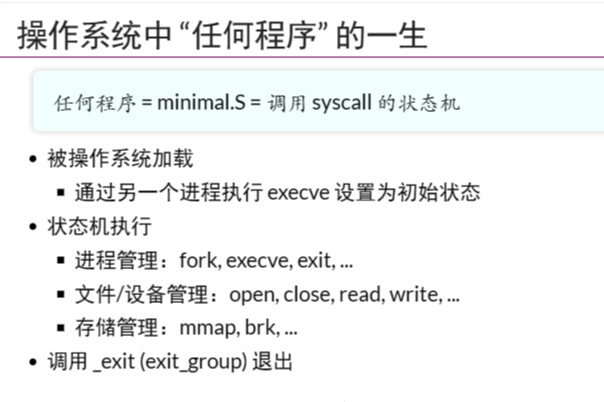 操作系统中 “任何程序” 的一生
任何程序 = minimal.S = 调用 syscall 的状态机
• 被操作系统加载
▪ 通过另一个进程执行 execve 设置为初始状态
• 状态机执行
▪ 进程管理：fork, execve, exit, ...
▪ 文件/设备管理：open, close, read, write, ...
▪ 存储管理：mmap, brk, ...
• 调用 _exit (exit_group) 退出